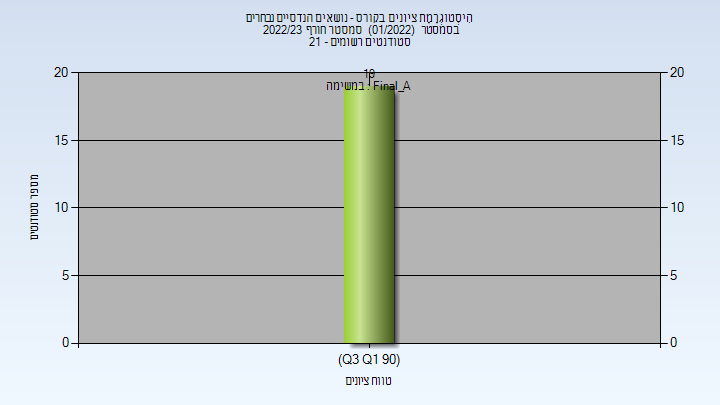 היסטוגרמת ציונים בקורס - נושאים הנדסיים נבחרים
בסמסטר (01/2022) סמסטר חורף 2022/23
סטודנטים רשומים - 21
19
במשימה : Final_A
20
20
15
15
10
10
5
5
0
0
מספר סטודנטים
(Q3 Q1 90)
טווח ציונים